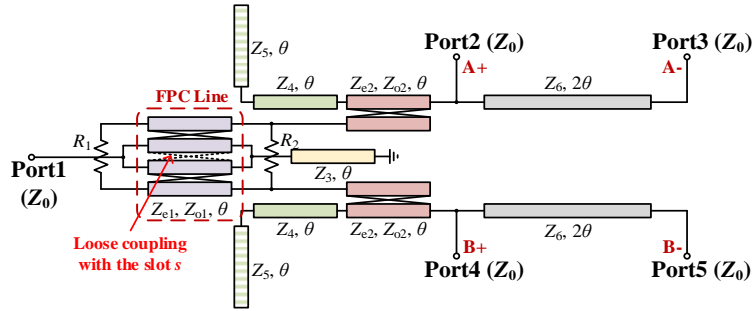 Port2 (Z0)
Port3 (Z0)
A+
A-
Z5, θ
Z4, θ
Ze2, Zo2, θ
Z6, 2θ
FPC Line
R1
R2
Port1
(Z0)
Z3, θ
Ze1, Zo1, θ
Z4, θ
Ze2, Zo2, θ
Z6, 2θ
Loose coupling
with the slot s
Z5, θ
B+
B-
Port4 (Z0)
Port5 (Z0)